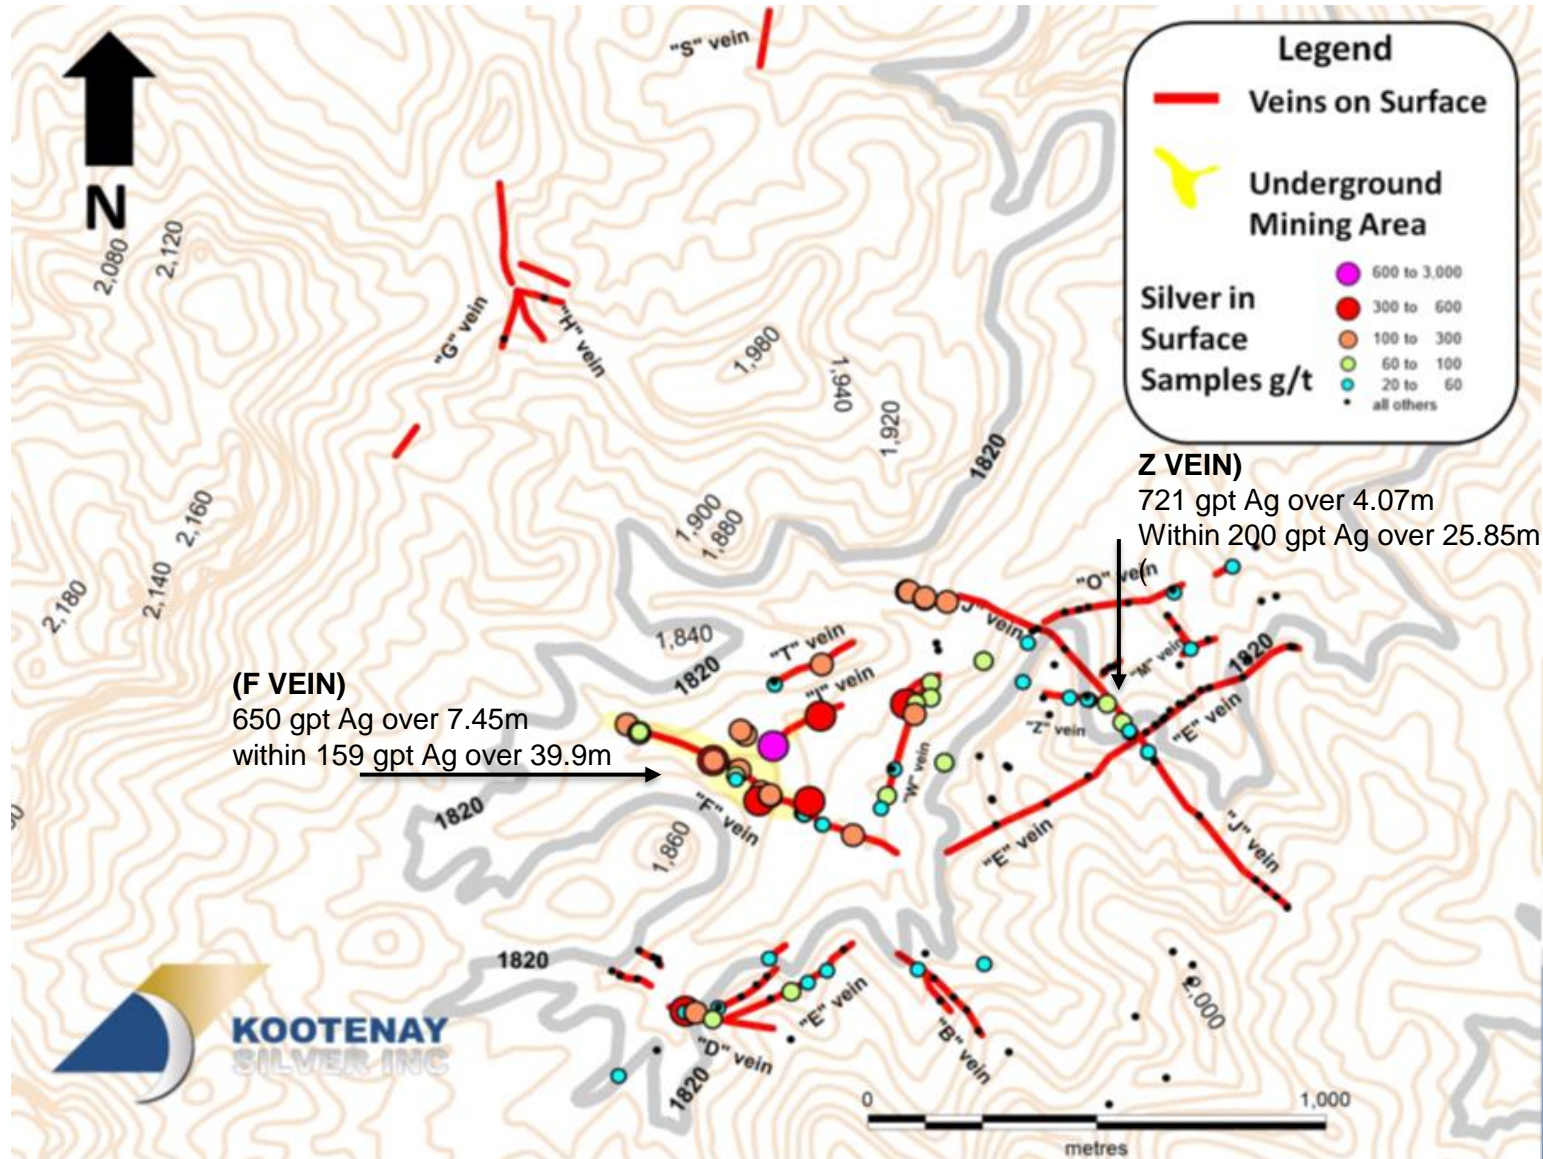 "S" vein
Legend
Veins on Surface
Underground
Mining Area
Silver in
Surface
Samples g/t
600 to 3,000
300 to 600
100 to 300
60 to 100
20 to 60
all others
N
2,080
2,120
"G" vein
"H" vein
1,980
1,940
1,920
1820
2,160
2,140
2,180
1,900
1,880
Z VEIN)
721 gpt Ag over 4.07m
Within 200 gpt Ag over 25.85m
(
"O" vein
J" vein
"M" vein
1820
1,840
1820
"T" vein
"I" vein
(F VEIN)
650 gpt Ag over 7.45m
within 159 gpt Ag over 39.9m
"Z" vein
"E" vein
"W" vein
"F" vein
1820
1,860
"E" vein
"J" vein
1820
"E" vein
"D" vein
"B" vein
1820
2,000
KOOTENAY
SILVER INC
0 1,000
metres